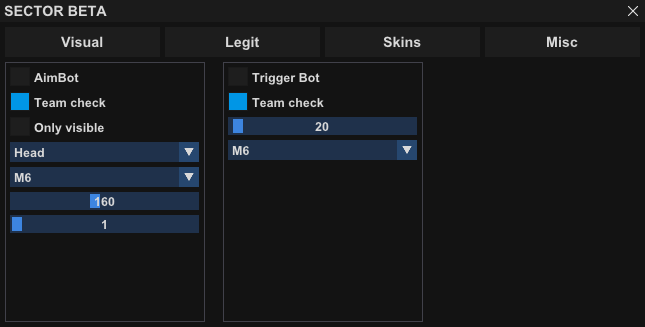 SECTOR BETA
Visual
Legit
Skins
Misc
AimBot
Team check
Only visible
Head
M6
160
1
Trigger Bot
Team check
20
M6